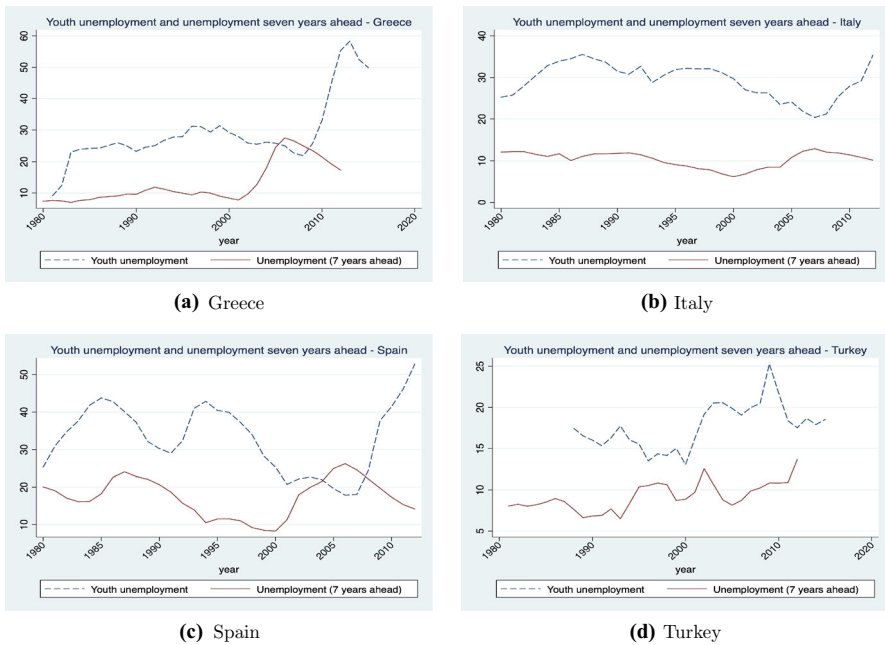 Youth unemployment and unemployment seven years ahead - Greece
60
50
40
30
20
10
1980
1990
2000
2010
2020
year
Youth unemployment
Unemployment (7 years ahead)
(a) Greece
Youth unemployment and unemployment seven years ahead - Italy
40
30
20
10
0
1980
1985
1990
1995
2000
2005
2010
year
Youth unemployment
Unemployment (7 years ahead)
(b) Italy
Youth unemployment and unemployment seven years ahead - Spain
50
40
30
20
10
1980
1985
1990
1995
2000
2005
2010
year
Youth unemployment
Unemployment (7 years ahead)
(c) Spain
Youth unemployment and unemployment seven years ahead - Turkey
25
20
15
10
5
1980
1990
2000
2010
2020
year
Youth unemployment
Unemployment (7 years ahead)
(d) Turkey